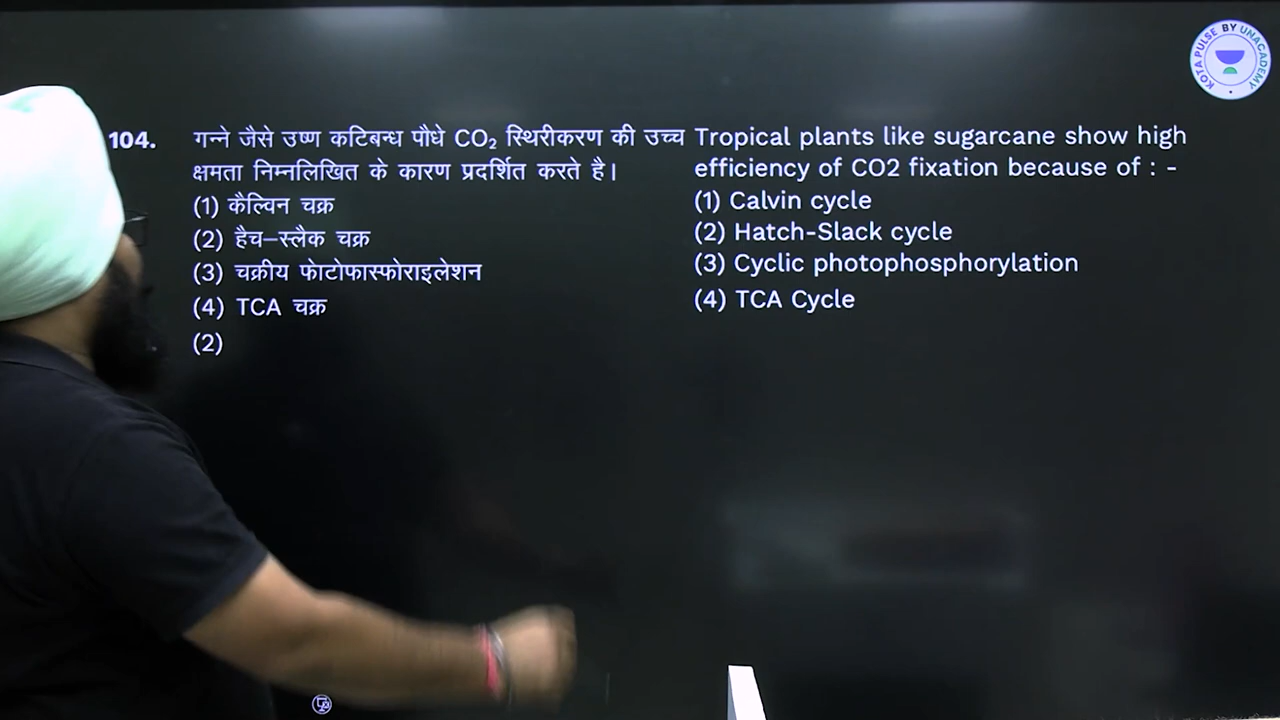 KOTA PULSE BY UNACADEMY
104. गन्ने जैसे उष्ण कटिबन्ध पौधे CO₂ स्थिरीकरण की उच्च
क्षमता निम्नलिखित के कारण प्रदर्शित करते है।
(1) कैल्विन चक्र
(2) हैच–स्लैक चक्र
(3) चक्रीय फोटोफास्फोराइलेशन
(4) TCA चक्र
(2)
Tropical plants like sugarcane show high
efficiency of CO2 fixation because of : -
(1) Calvin cycle
(2) Hatch-Slack cycle
(3) Cyclic photophosphorylation
(4) TCA Cycle